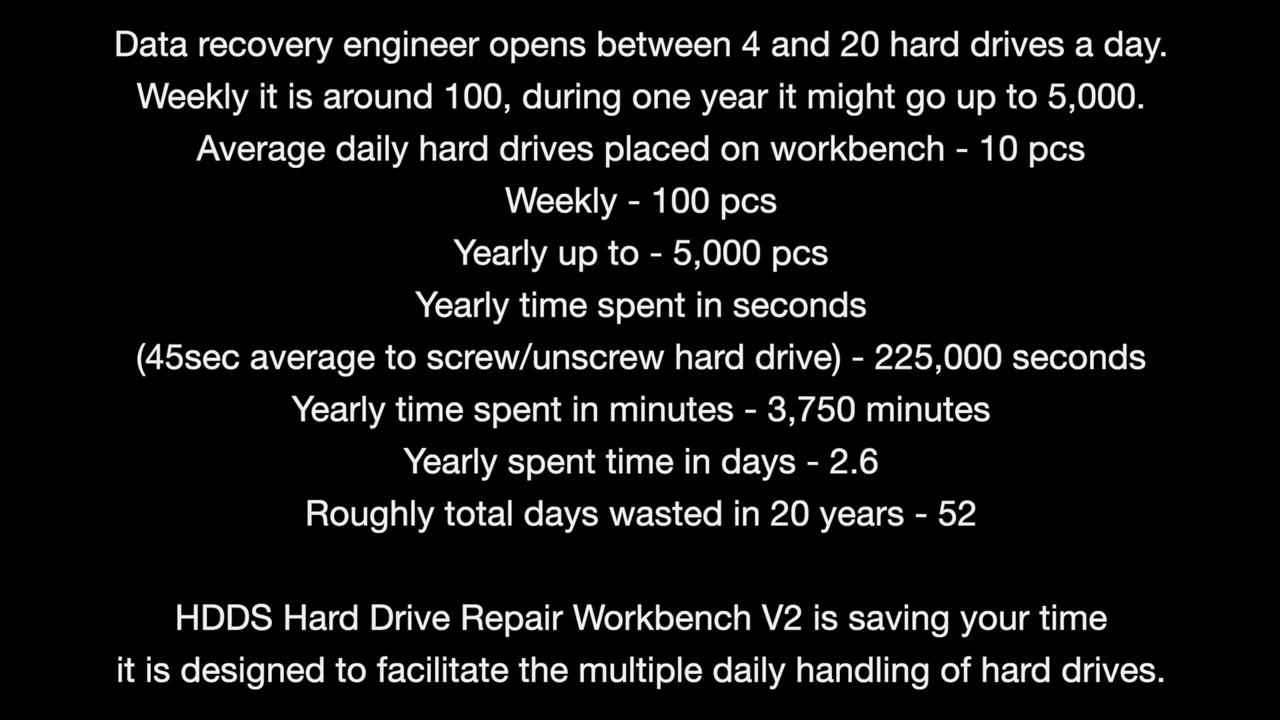 Data recovery engineer opens between 4 and 20 hard drives a day.
Weekly it is around 100, during one year it might go up to 5,000.
Average daily hard drives placed on workbench - 10 pcs
Weekly - 100 pcs
Yearly up to - 5,000 pcs
Yearly time spent in seconds
(45sec average to screw/unscrew hard drive) - 225,000 seconds
Yearly time spent in minutes - 3,750 minutes
Yearly spent time in days - 2.6
Roughly total days wasted in 20 years - 52
HDDS Hard Drive Repair Workbench V2 is saving your time
it is designed to facilitate the multiple daily handling of hard drives.